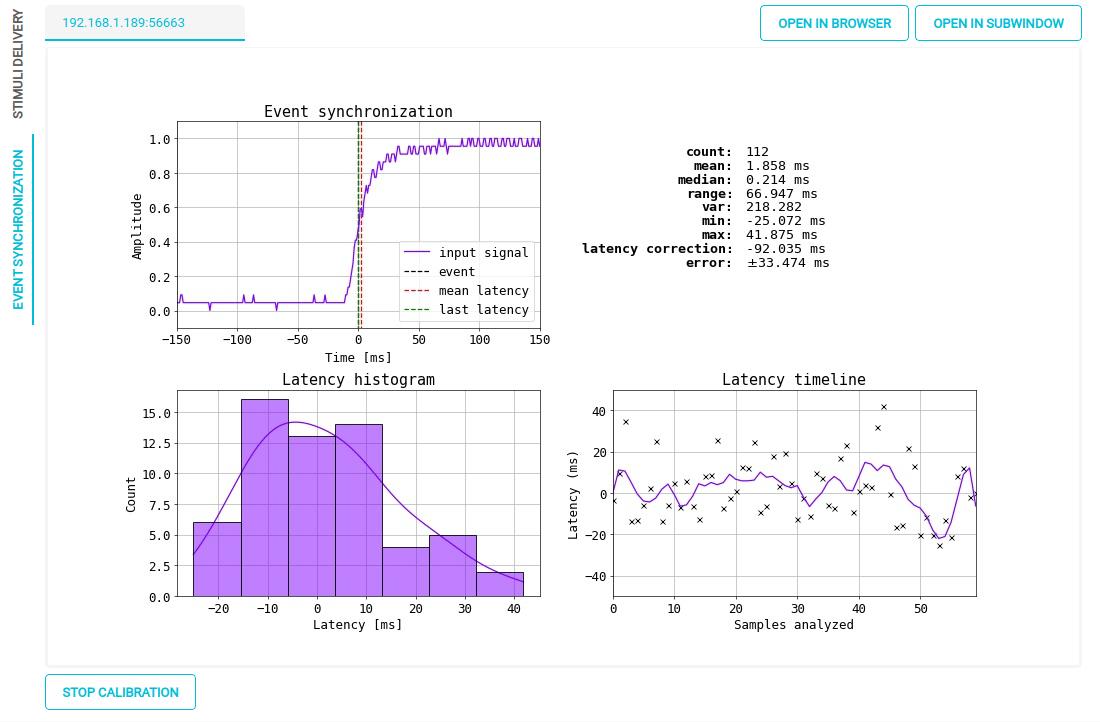 STIMULI DELIVERY
EVENT SYNCHRONIZATION
192.168.1.189:56663
OPEN IN BROWSER
OPEN IN SUBWINDOW
Event synchronization
Amplitude
1.0
0.8
0.6
0.4
0.2
0.0
input signal
event
mean latency
last latency
−150 −100 −50 0 50 100 150
Time [ms]
count: 112
mean: 1.858 ms
median: 0.214 ms
range: 66.947 ms
var: 218.282
min: -25.072 ms
max: 41.875 ms
latency correction: -92.035 ms
error: ±33.474 ms
Latency histogram
Count
15.0
12.5
10.0
7.5
5.0
2.5
0.0
−20 −10 0 10 20 30 40
Latency [ms]
Latency timeline
Latency (ms)
40
20
0
−20
−40
0 10 20 30 40 50
Samples analyzed
STOP CALIBRATION